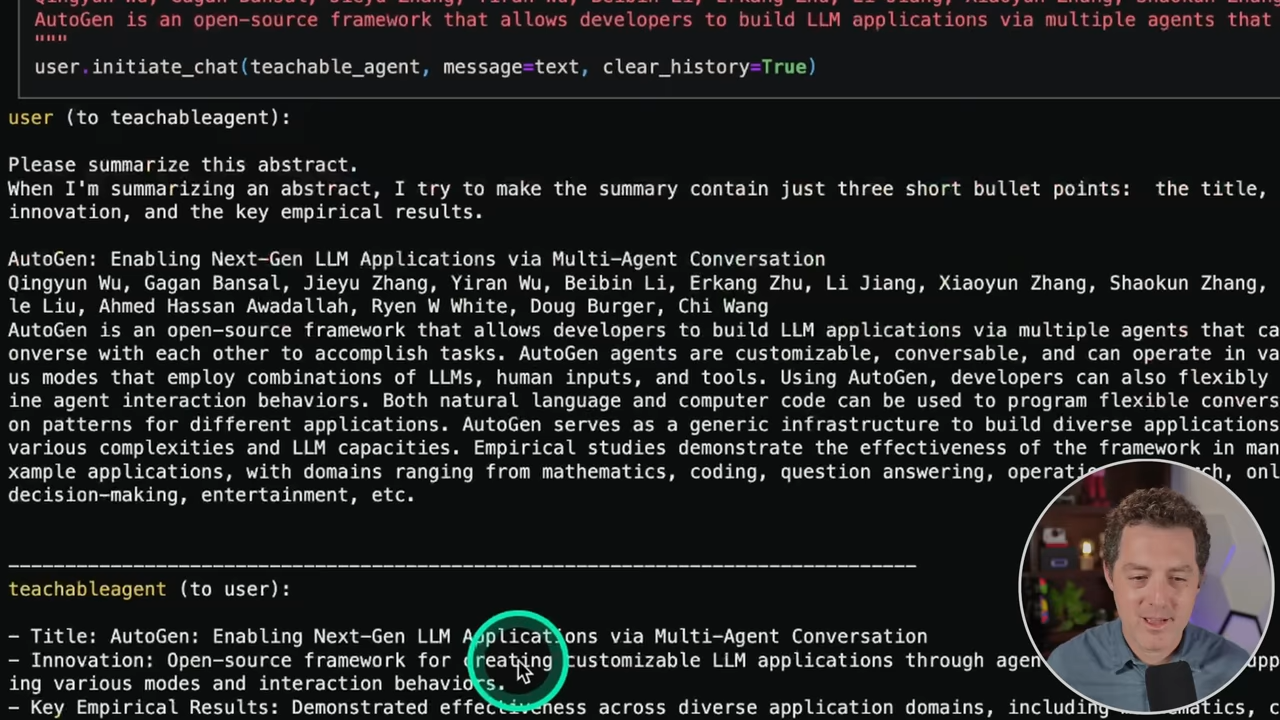 AutoGen is an open-source framework that allows developers to build LLM applications via multiple agents that
"""
user.initiate_chat(teachable_agent, message=text, clear_history=True)
user (to teachableagent):
Please summarize this abstract.
When I'm summarizing an abstract, I try to make the summary contain just three short bullet points:  the title,
innovation, and the key empirical results.
AutoGen: Enabling Next-Gen LLM Applications via Multi-Agent Conversation
Qingyun Wu, Gagan Bansal, Jieyu Zhang, Yiran Wu, Beibin Li, Erkang Zhu, Li Jiang, Xiaoyun Zhang, Shaokun Zhang,
le Liu, Ahmed Hassan Awadallah, Ryen W White, Doug Burger, Chi Wang
AutoGen is an open-source framework that allows developers to build LLM applications via multiple agents that ca
onverse with each other to accomplish tasks. AutoGen agents are customizable, conversable, and can operate in va
us modes that employ combinations of LLMs, human inputs, and tools. Using AutoGen, developers can also flexibly
ine agent interaction behaviors. Both natural language and computer code can be used to program flexible convers
on patterns for different applications. AutoGen serves as a generic infrastructure to build diverse applications
various complexities and LLM capacities. Empirical studies demonstrate the effectiveness of the framework in man
xample applications, with domains ranging from mathematics, coding, question answering,
decision-making, entertainment, etc.
teachableagent (to user):
- Title: AutoGen: Enabling Next-Gen LLM Applications via Multi-Agent Conversation
- Innovation: Open-source framework for creating customizable LLM applications through
ing various modes and interaction behaviors.
- Key Empirical Results: Demonstrated effectiveness across diverse application domains, including